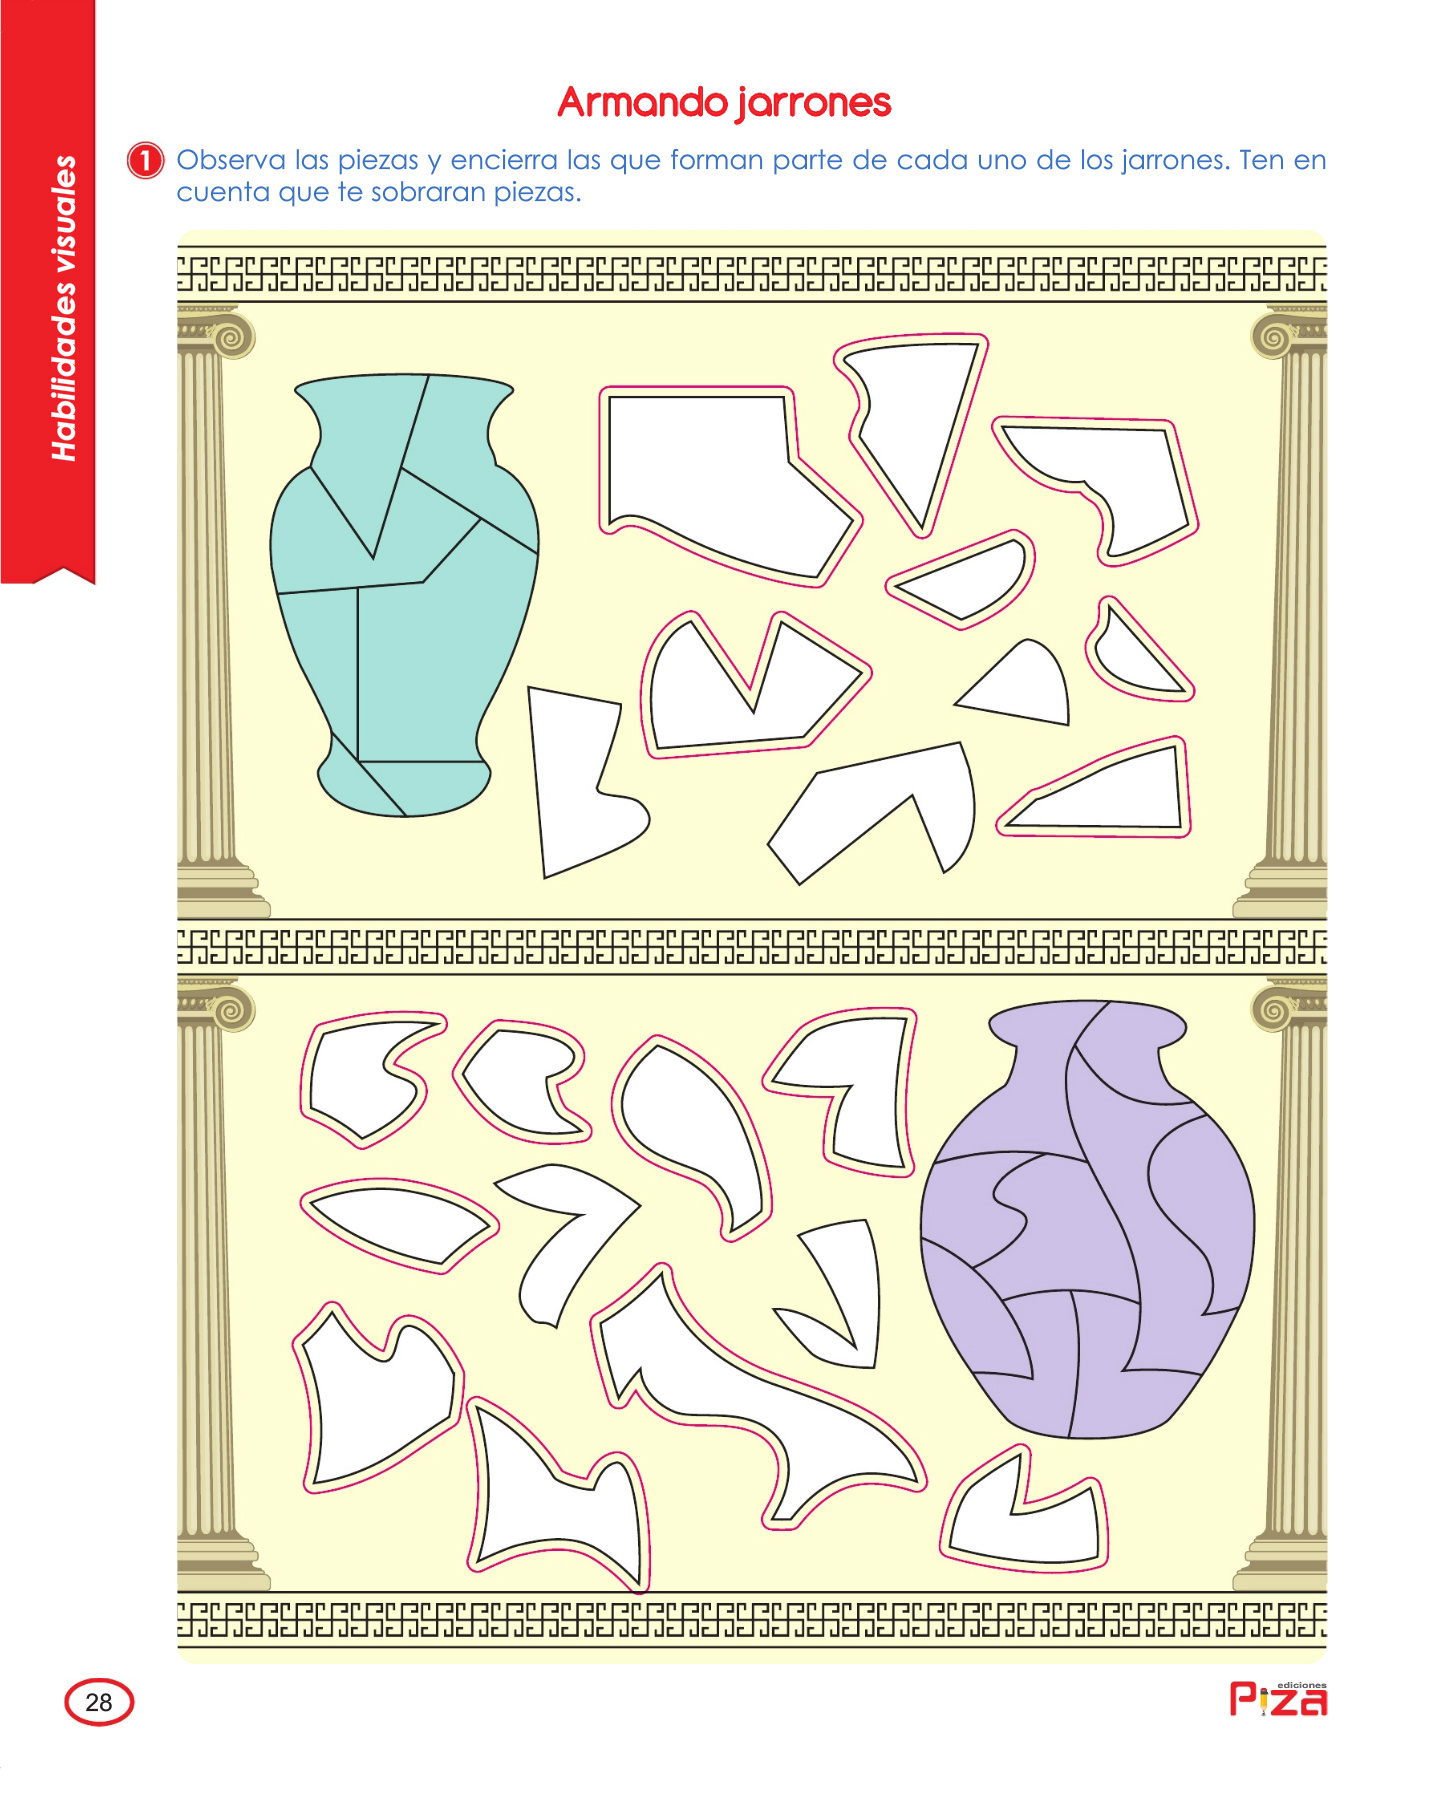 Habilidades visuales
Armando jarrones
1 Observa las piezas y encierra las que forman parte de cada uno de los jarrones. Ten en
cuenta que te sobraran piezas.
28
ediciones
Piza